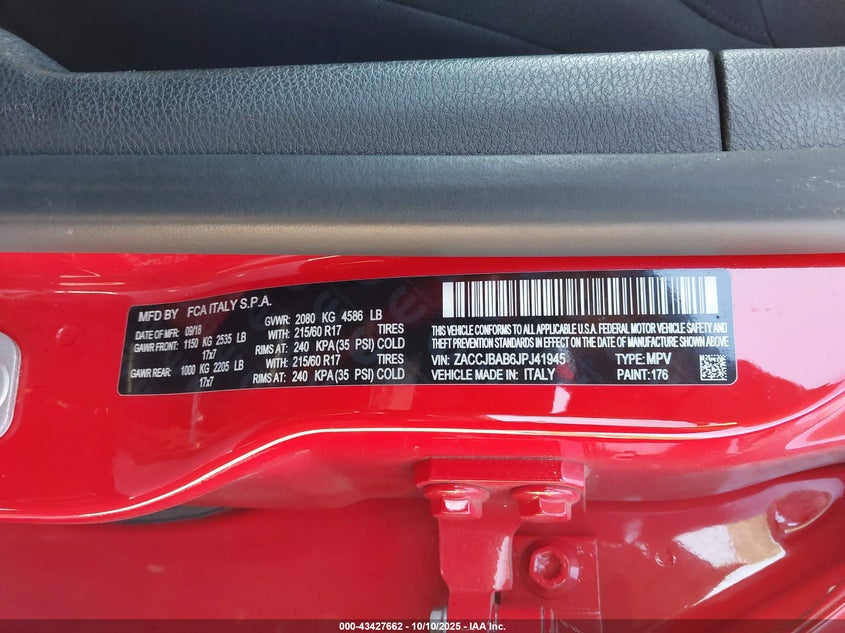 MFD BY FCA ITALY S.P.A.
DATE OF MFR: 09/18 GVWR: 2080 KG 4586 LB
GAWR FRONT: 1150 KG 2535 LB WITH: 215/60 R17 TIRES
17x7 RIMS AT: 240 KPA (35 PSI) COLD
GAWR REAR: 1000 KG 2205 LB WITH: 215/60 R17 TIRES
17x7 RIMS AT: 240 KPA (35 PSI) COLD
THIS VEHICLE CONFORMS TO ALL APPLICABLE U.S.A. FEDERAL MOTOR VEHICLE SAFETY
STANDARDS IN EFFECT ON THE DATE OF MANUFACTURE SHOWN ABOVE.
VIN: ZACCJBAB6JPJ41945 TYPE: MPV
VEHICLE MADE IN: ITALY PAINT: 176
000-43427662 - 10/10/2025 - IAA Inc.